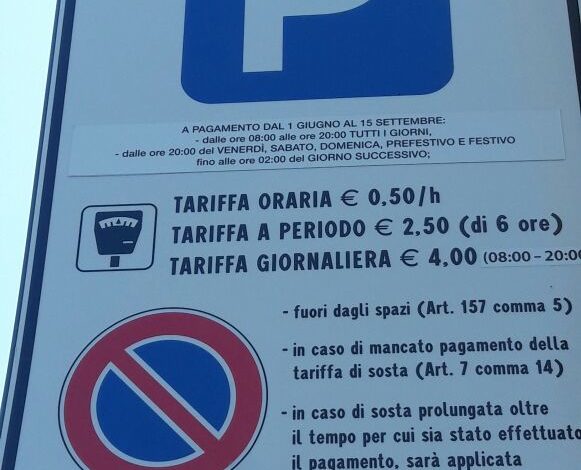 P
A PAGAMENTO DAL 1 GIUGNO AL 15 SETTEMBRE:
- dalle ore 08:00 alle ore 20:00 TUTTI I GIORNI,
- dalle ore 20:00 del VENERDÌ, SABATO, DOMENICA, PREFESTIVO E FESTIVO
fino alle ore 02:00 del GIORNO SUCCESSIVO;
TARIFFA ORARIA € 0.50/h
TARIFFA A PERIODO € 2,50 (di 6 ore)
TARIFFA GIORNALIERA € 4.00 (08:00 - 20:00
- fuori dagli spazi (Art. 157 comma 5)
- in caso di mancato pagamento della
tariffa di sosta (Art. 7 comma 14)
- in caso di sosta prolungata oltre
il tempo per cui sia stato effettuato
il pagamento, sarà applicata